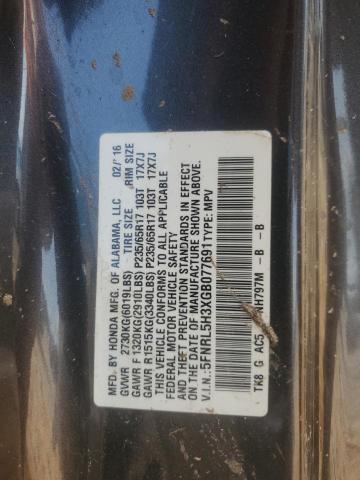 MFD. BY HONDA MFG. OF ALABAMA, LLC 02/'16
GVWR 2730KG(6019LBS) TIRE SIZE RIM SIZE
GAWR F 1320KG(2910LBS) P235/65R17 103T 17X7J
GAWR R 1515KG(3340LBS) P235/65R17 103T 17X7J
THIS VEHICLE CONFORMS TO ALL APPLICABLE
FEDERAL MOTOR VEHICLE SAFETY
AND THEFT PREVENTION STANDARDS IN EFFECT
ON THE DATE OF MANUFACTURE SHOWN ABOVE.
V.I.N.:5FNRL5H3XGB077691 TYPE:MPV
TK8 G AC5 NH797M - B - B